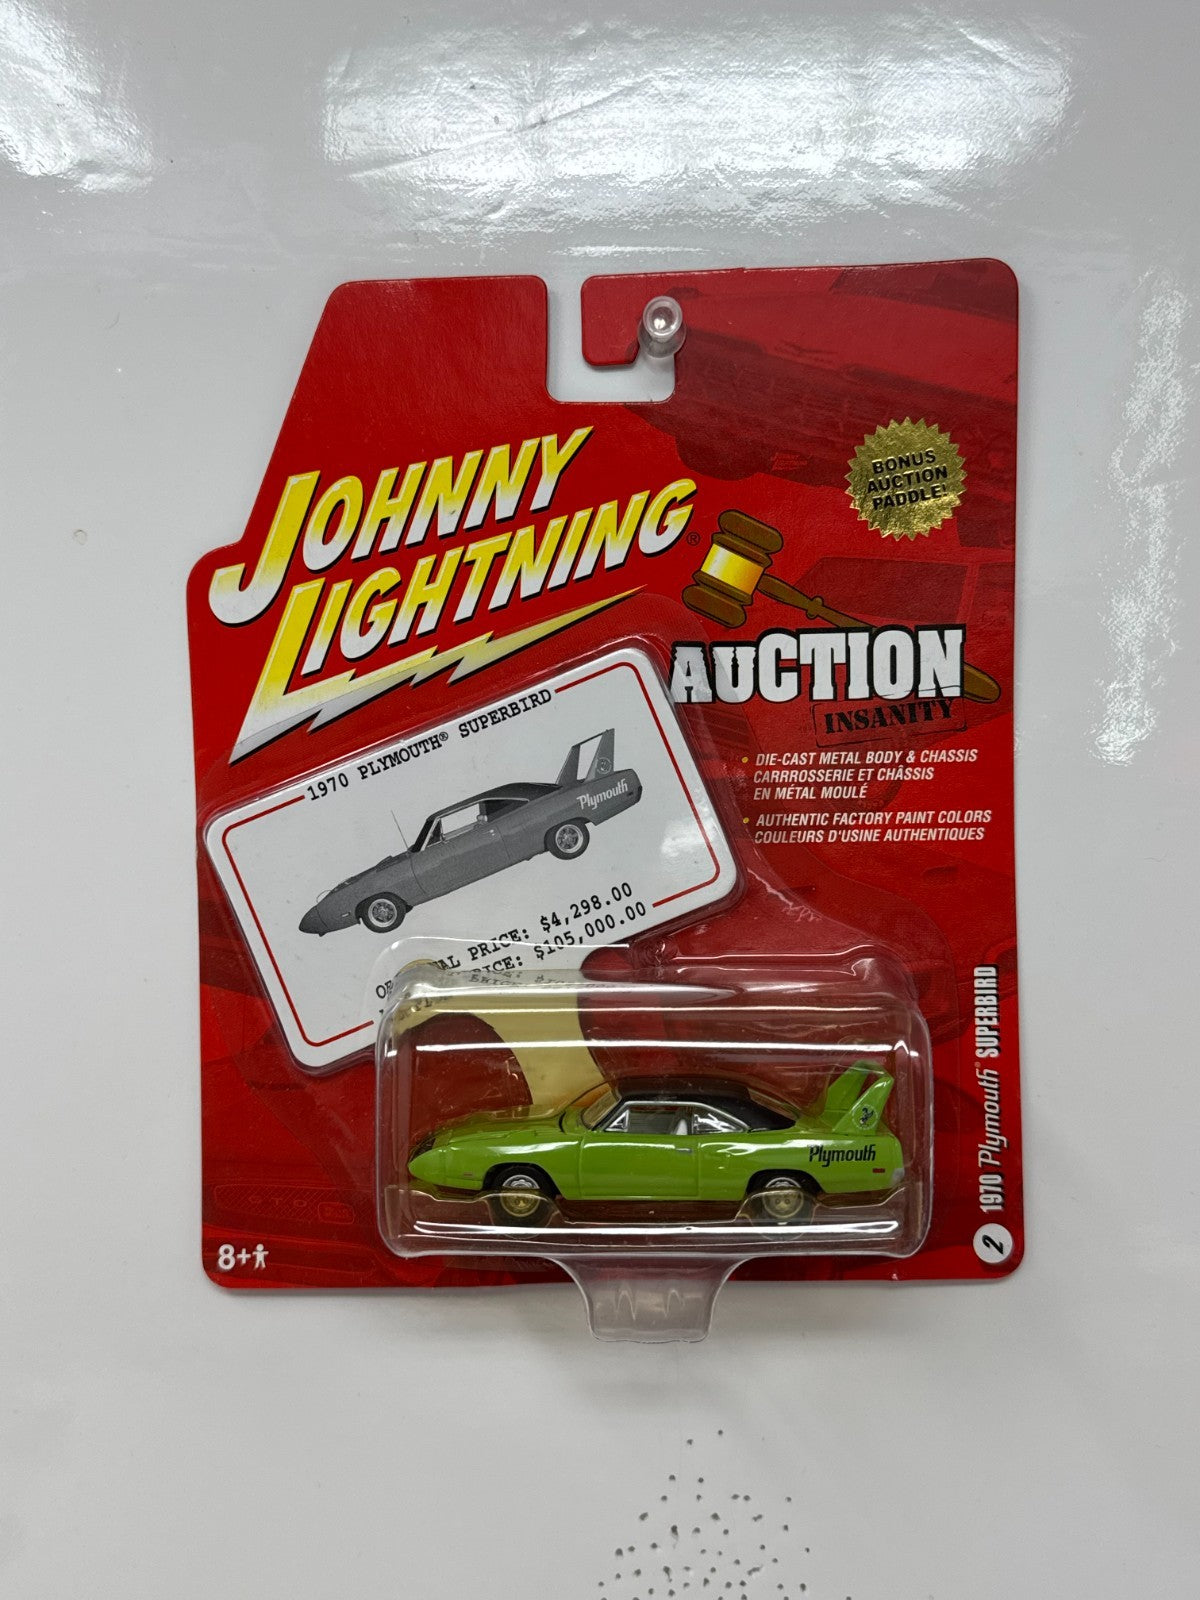 JOHNNY
LIGHTNING®
BONUS
AUCTION
PADDLE!
AUCTION
INSANITY
• DIE-CAST METAL BODY & CHASSIS
CARRROSSERIE ET CHÂSSIS
EN MÉTAL MOULÉ
• AUTHENTIC FACTORY PAINT COLORS
COULEURS D'USINE AUTHENTIQUES
1970 PLYMOUTH® SUPERBIRD
Plymouth
PRICE: $4,298.00
$105,000.00
Plymouth
8+
2 1970 Plymouth® SUPERBIRD